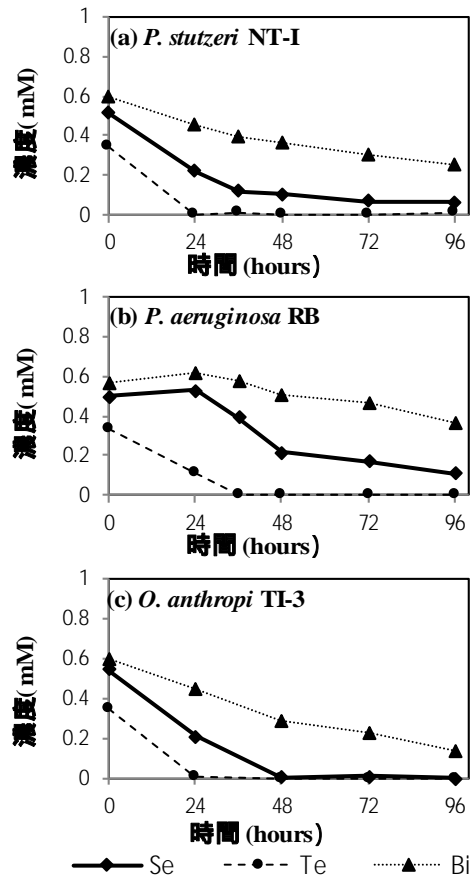 (a) P. stutzeri NT-I
1
0.8
0.6
0.4
0.2
0
濃度(mM)
0 24 48 72 96
時間 (hours)
(b) P. aeruginosa RB
1
0.8
0.6
0.4
0.2
0
濃度(mM)
0 24 48 72 96
時間 (hours)
(c) O. anthropi TI-3
1
0.8
0.6
0.4
0.2
0
濃度(mM)
0 24 48 72 96
時間 (hours)
Se Te Bi